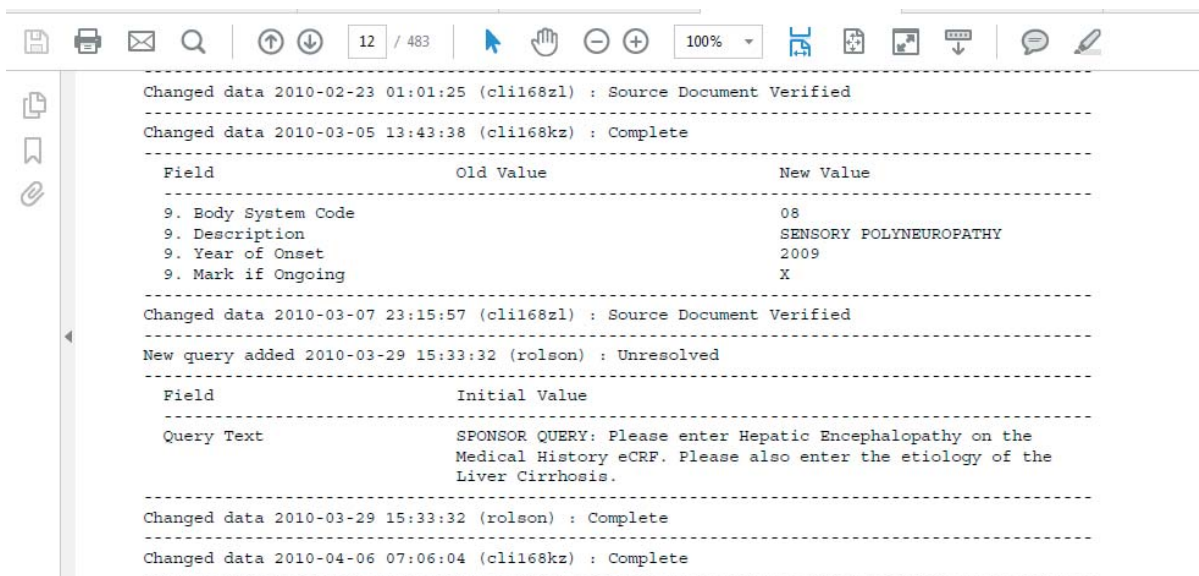 12 / 483 100%
Changed data 2010-02-23 01:01:25 (cli168zl) : Source Document Verified
Changed data 2010-03-05 13:43:38 (cli168kz) : Complete
Field Old Value New Value
9. Body System Code 08
9. Description SENSORY POLYNEUROPATHY
9. Year of Onset 2009
9. Mark if Ongoing X
Changed data 2010-03-07 23:15:57 (cli168zl) : Source Document Verified
New query added 2010-03-29 15:33:32 (rolson) : Unresolved
Field Initial Value
Query Text SPONSOR QUERY: Please enter Hepatic Encephalopathy on the
Medical History eCRF. Please also enter the etiology of the
Liver Cirrhosis.
Changed data 2010-03-29 15:33:32 (rolson) : Complete
Changed data 2010-04-06 07:06:04 (cli168kz) : Complete